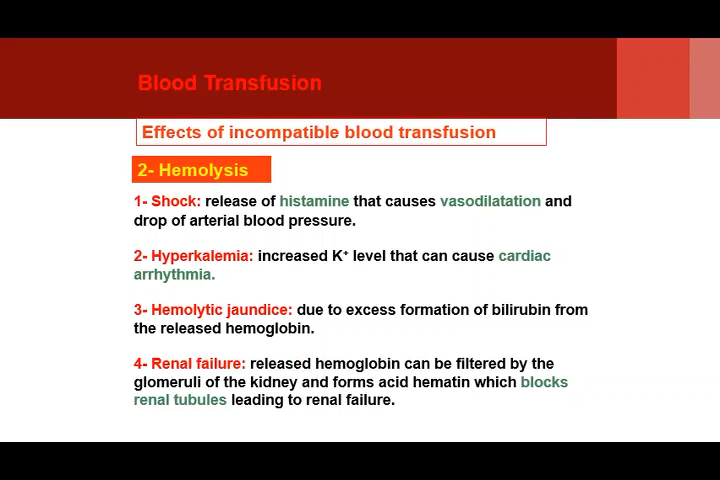 Blood Transfusion
Effects of incompatible blood transfusion
2- Hemolysis
1- Shock: release of histamine that causes vasodilatation and
drop of arterial blood pressure.
2- Hyperkalemia: increased K⁺ level that can cause cardiac
arrhythmia.
3- Hemolytic jaundice: due to excess formation of bilirubin from
the released hemoglobin.
4- Renal failure: released hemoglobin can be filtered by the
glomeruli of the kidney and forms acid hematin which blocks
renal tubules leading to renal failure.